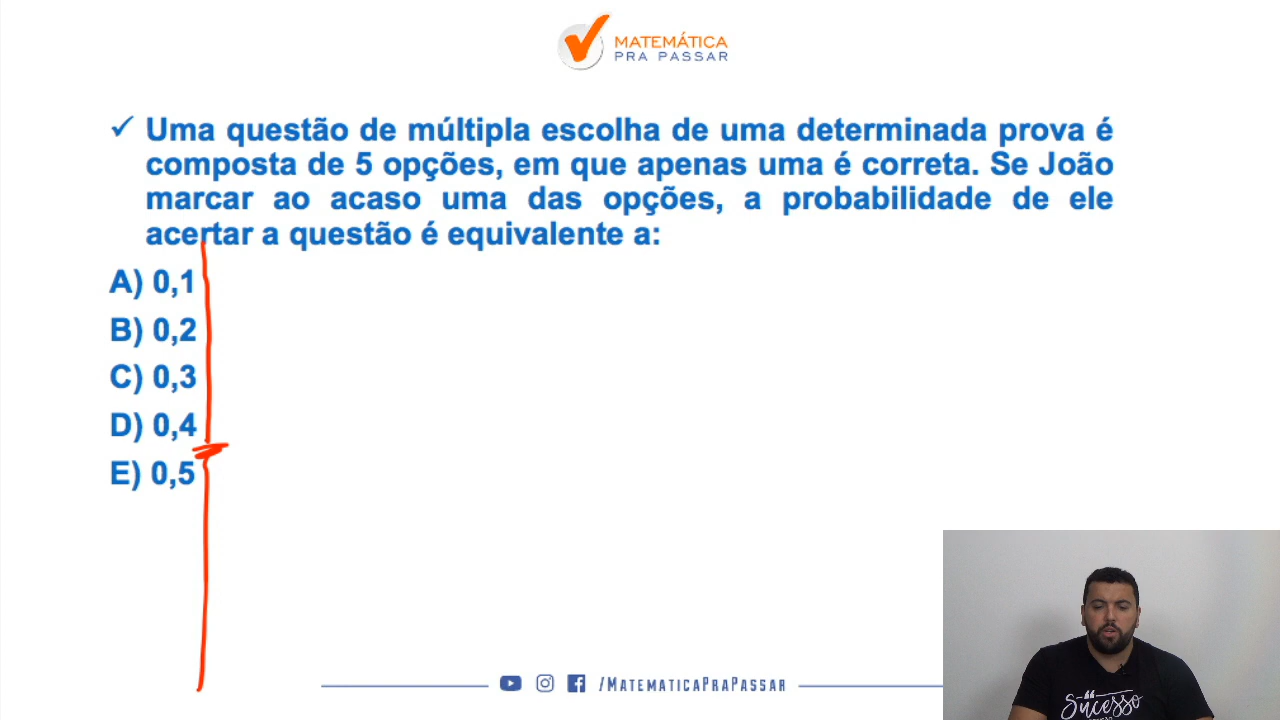 MATEMÁTICA
PRA PASSAR
Uma questão de múltipla escolha de uma determinada prova é
composta de 5 opções, em que apenas uma é correta. Se João
marcar ao acaso uma das opções, a probabilidade de ele
acertar a questão é equivalente a:
A) 0,1
B) 0,2
C) 0,3
D) 0,4
E) 0,5
/MATEMATICAPRAPASSAR
Sucesso